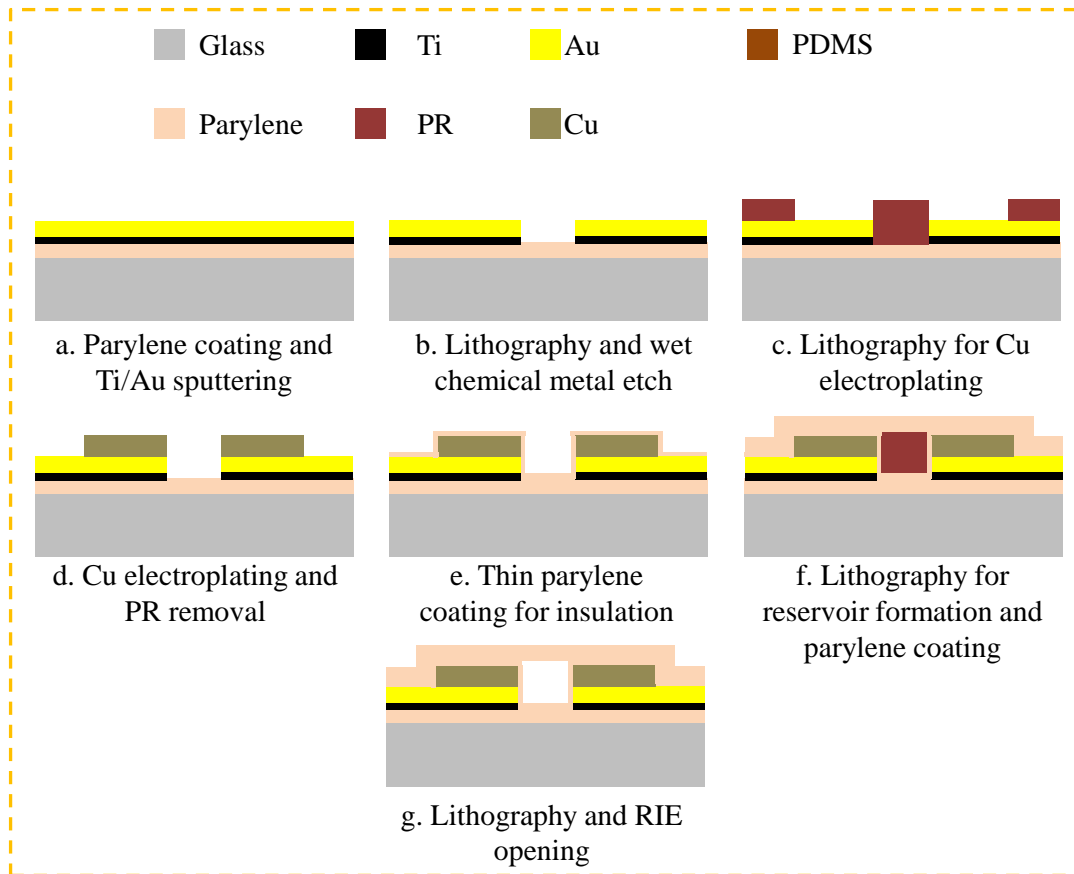 Glass Ti Au PDMS
Parylene PR Cu
a. Parylene coating and
Ti/Au sputtering
b. Lithography and wet
chemical metal etch
c. Lithography for Cu
electroplating
d. Cu electroplating and
PR removal
e. Thin parylene
coating for insulation
f. Lithography for
reservoir formation and
parylene coating
g. Lithography and RIE
opening